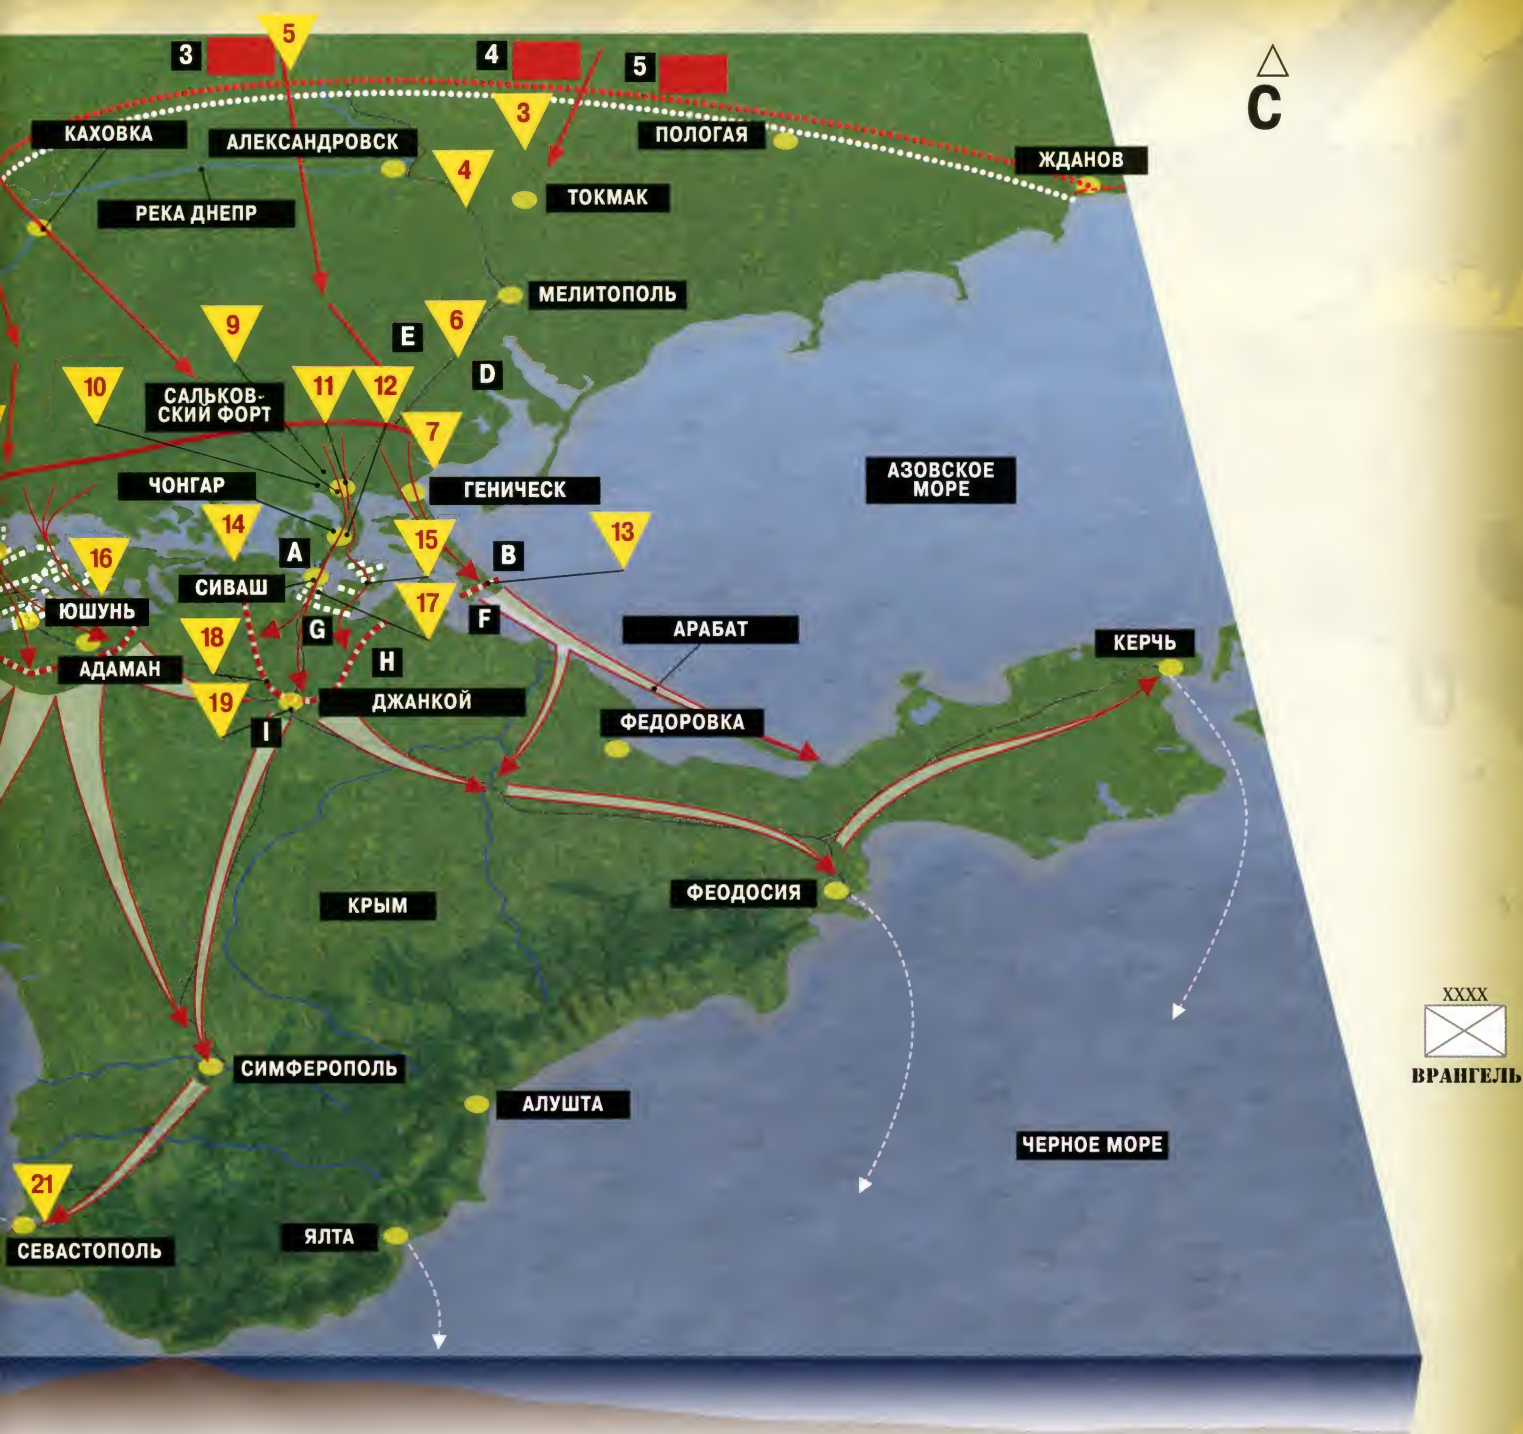 5
3
4
5
С
3
КАХОВКА
АЛЕКСАНДРОВСК
ПОЛОГАЯ
ЖДАНОВ
4
ТОКМАК
РЕКА ДНЕПР
МЕЛИТОПОЛЬ
9
6
E
D
10
САЛЬКОВ-
СКИЙ ФОРТ
11
12
7
ЧОНГАР
ГЕНИЧЕСК
АЗОВСКОЕ
МОРЕ
14
15
13
A
B
16
СИВАШ
17
ЮШУНЬ
18
G
F
АРАБАТ
КЕРЧЬ
АДАМАН
H
19
ДЖАНКОЙ
I
ФЕДОРОВКА
КРЫМ
ФЕОДОСИЯ
XXXX
ВРАНГЕЛЬ
СИМФЕРОПОЛЬ
АЛУШТА
ЧЕРНОЕ МОРЕ
21
СЕВАСТОПОЛЬ
ЯЛТА